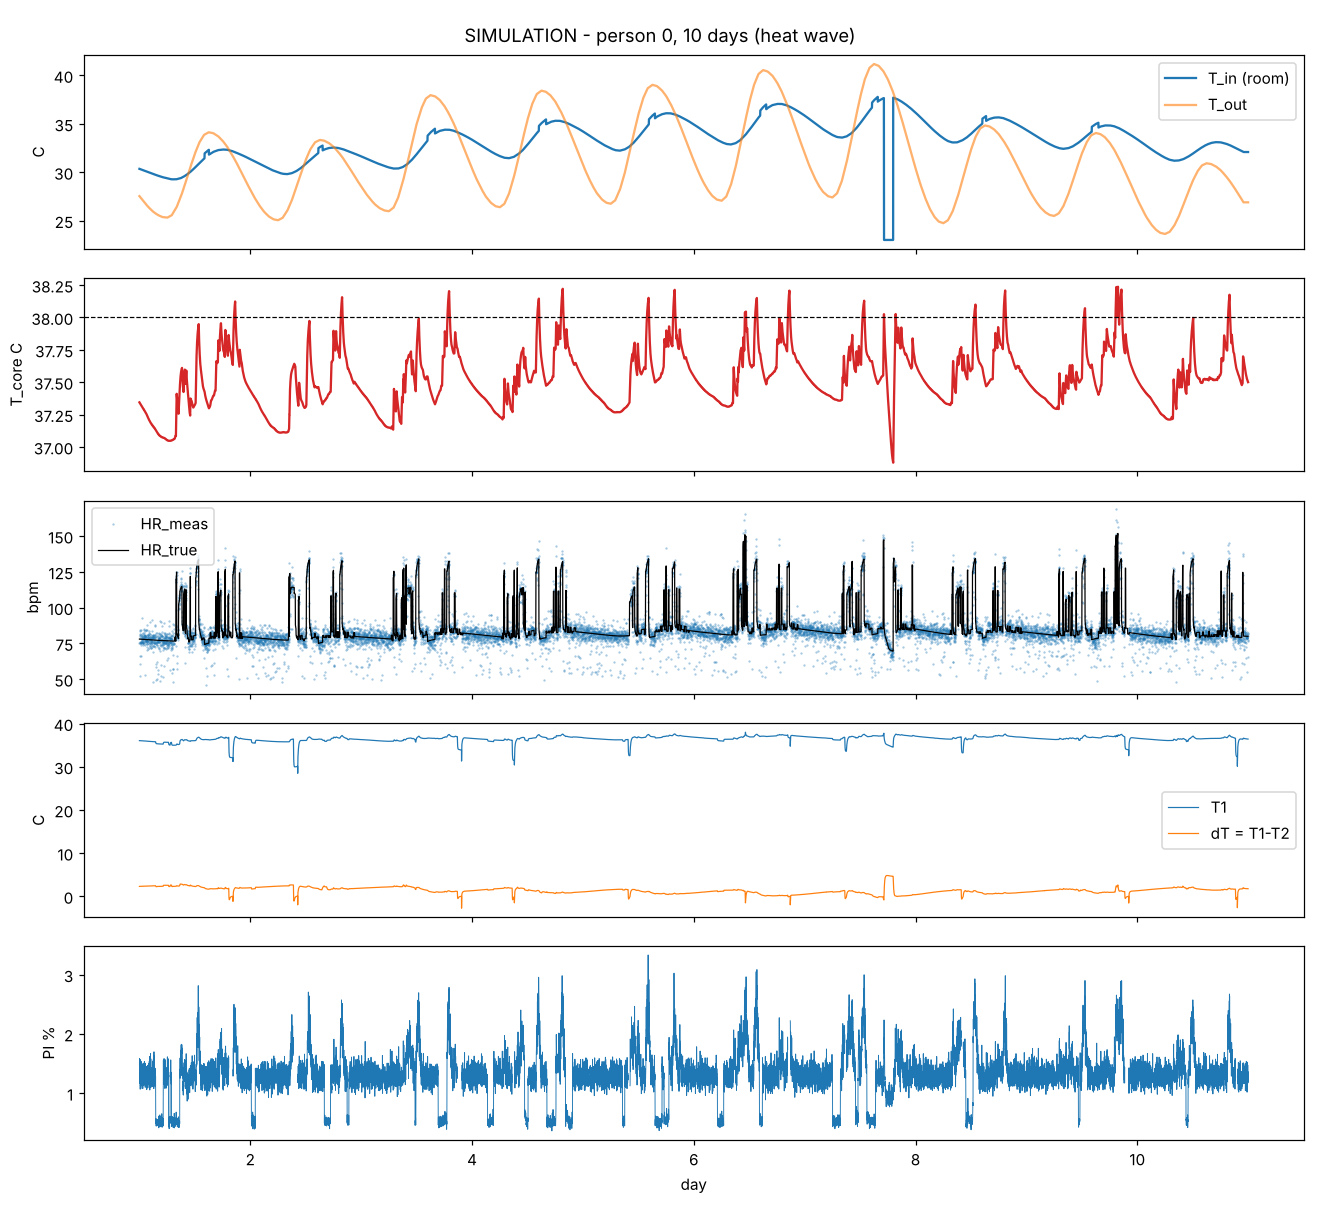 SIMULATION - person 0, 10 days (heat wave)
40
35
30
25
C
T_in (room)
T_out
38.25
38.00
37.75
37.50
37.25
37.00
T_core C
150
125
100
75
50
bpm
HR_meas
HR_true
40
30
20
10
0
C
T1
dT = T1-T2
3
2
1
PI %
2
4
6
8
10
day